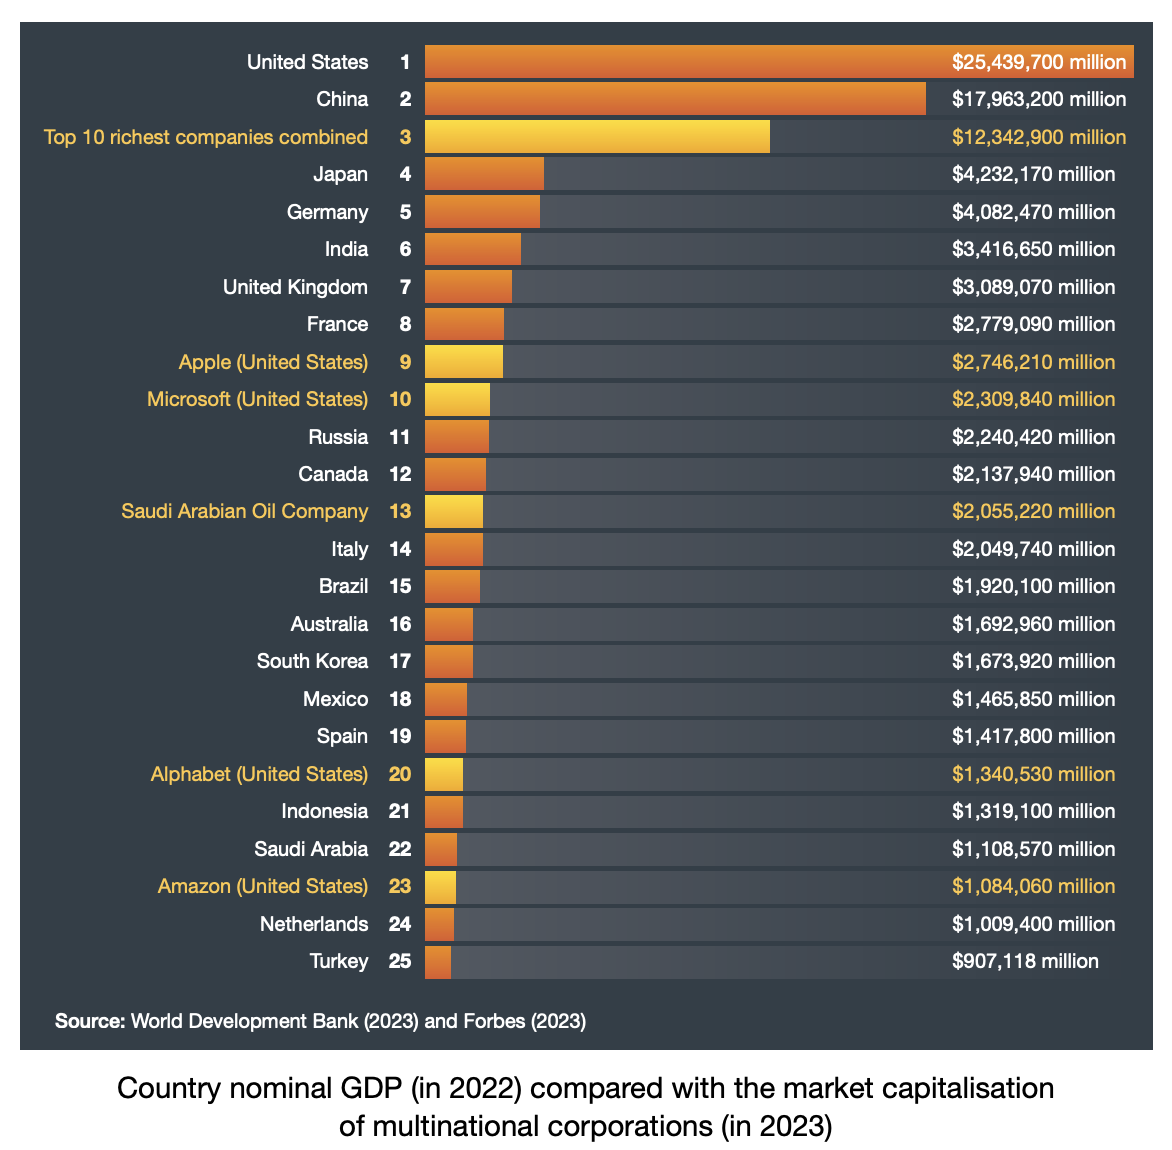 United States 1 $25,439,700 million
China 2 $17,963,200 million
Top 10 richest companies combined 3 $12,342,900 million
Japan 4 $4,232,170 million
Germany 5 $4,082,470 million
India 6 $3,416,650 million
United Kingdom 7 $3,089,070 million
France 8 $2,779,090 million
Apple (United States) 9 $2,746,210 million
Microsoft (United States) 10 $2,309,840 million
Russia 11 $2,240,420 million
Canada 12 $2,137,940 million
Saudi Arabian Oil Company 13 $2,055,220 million
Italy 14 $2,049,740 million
Brazil 15 $1,920,100 million
Australia 16 $1,692,960 million
South Korea 17 $1,673,920 million
Mexico 18 $1,465,850 million
Spain 19 $1,417,800 million
Alphabet (United States) 20 $1,340,530 million
Indonesia 21 $1,319,100 million
Saudi Arabia 22 $1,108,570 million
Amazon (United States) 23 $1,084,060 million
Netherlands 24 $1,009,400 million
Turkey 25 $907,118 million
Source: World Development Bank (2023) and Forbes (2023)
Country nominal GDP (in 2022) compared with the market capitalisation
of multinational corporations (in 2023)